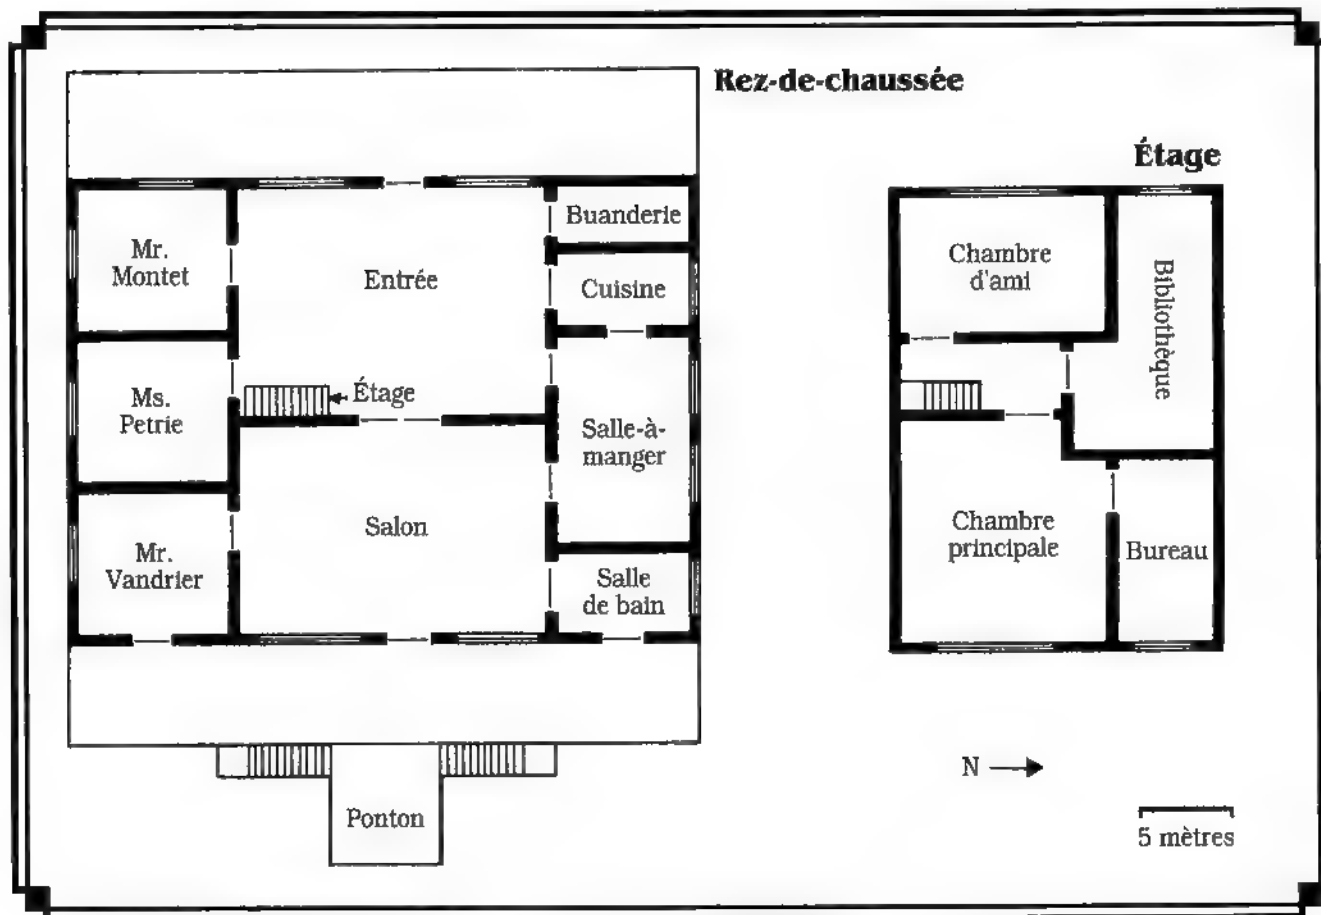 Rez-de-chaussée
Étage
Mr.
Montet
Entrée
Buanderie
Cuisine
Ms.
Petrie
Étage
Salle-à-
manger
Mr.
Vandrier
Salon
Salle
de bain
Ponton
Chambre
d'ami
Bibliothèque
Chambre
principale
Bureau
N
5 mètres